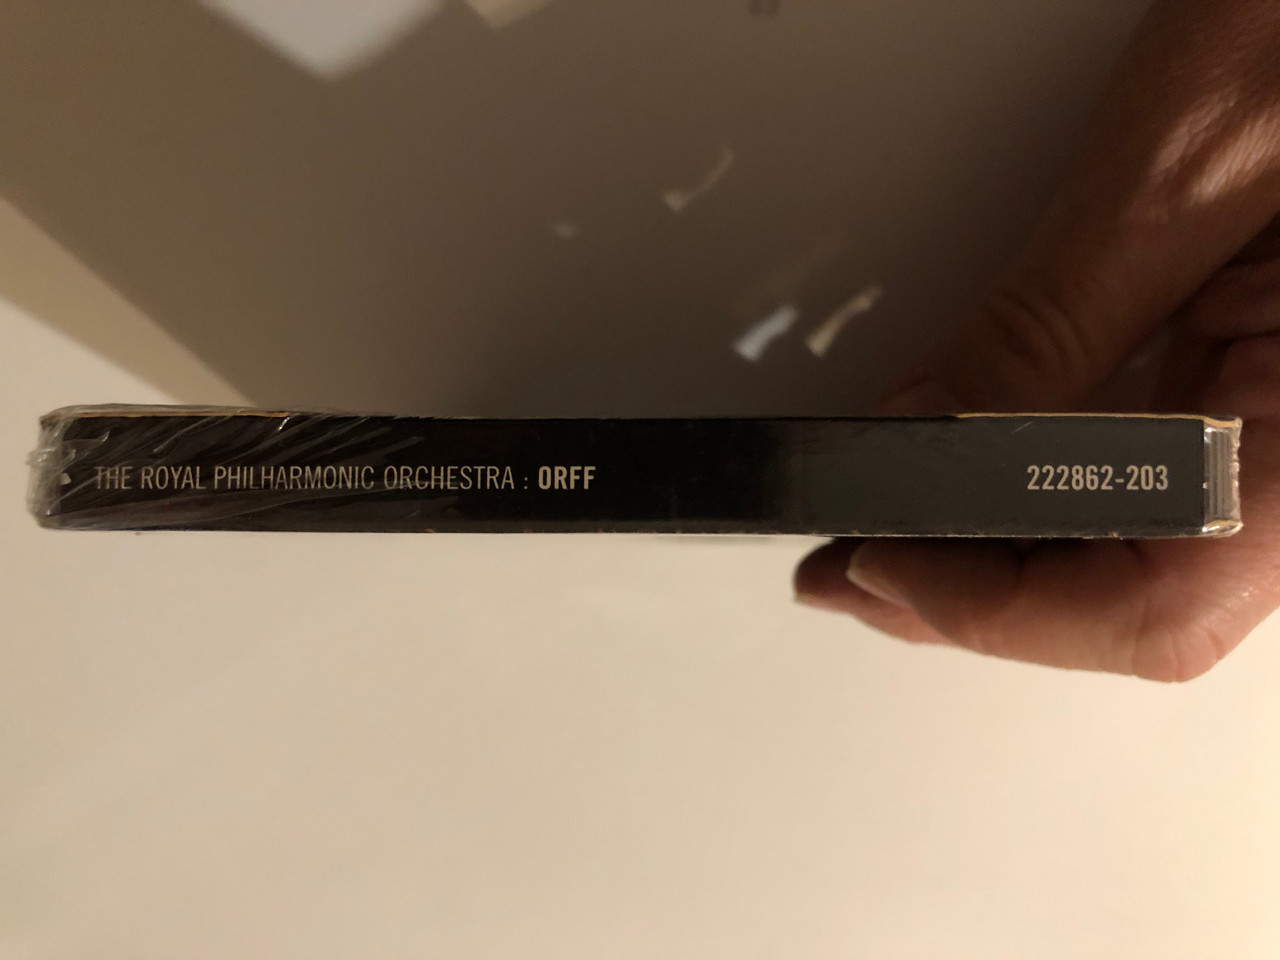 THE ROYAL PHILHARMONIC ORCHESTRA : ORFF 222862-203